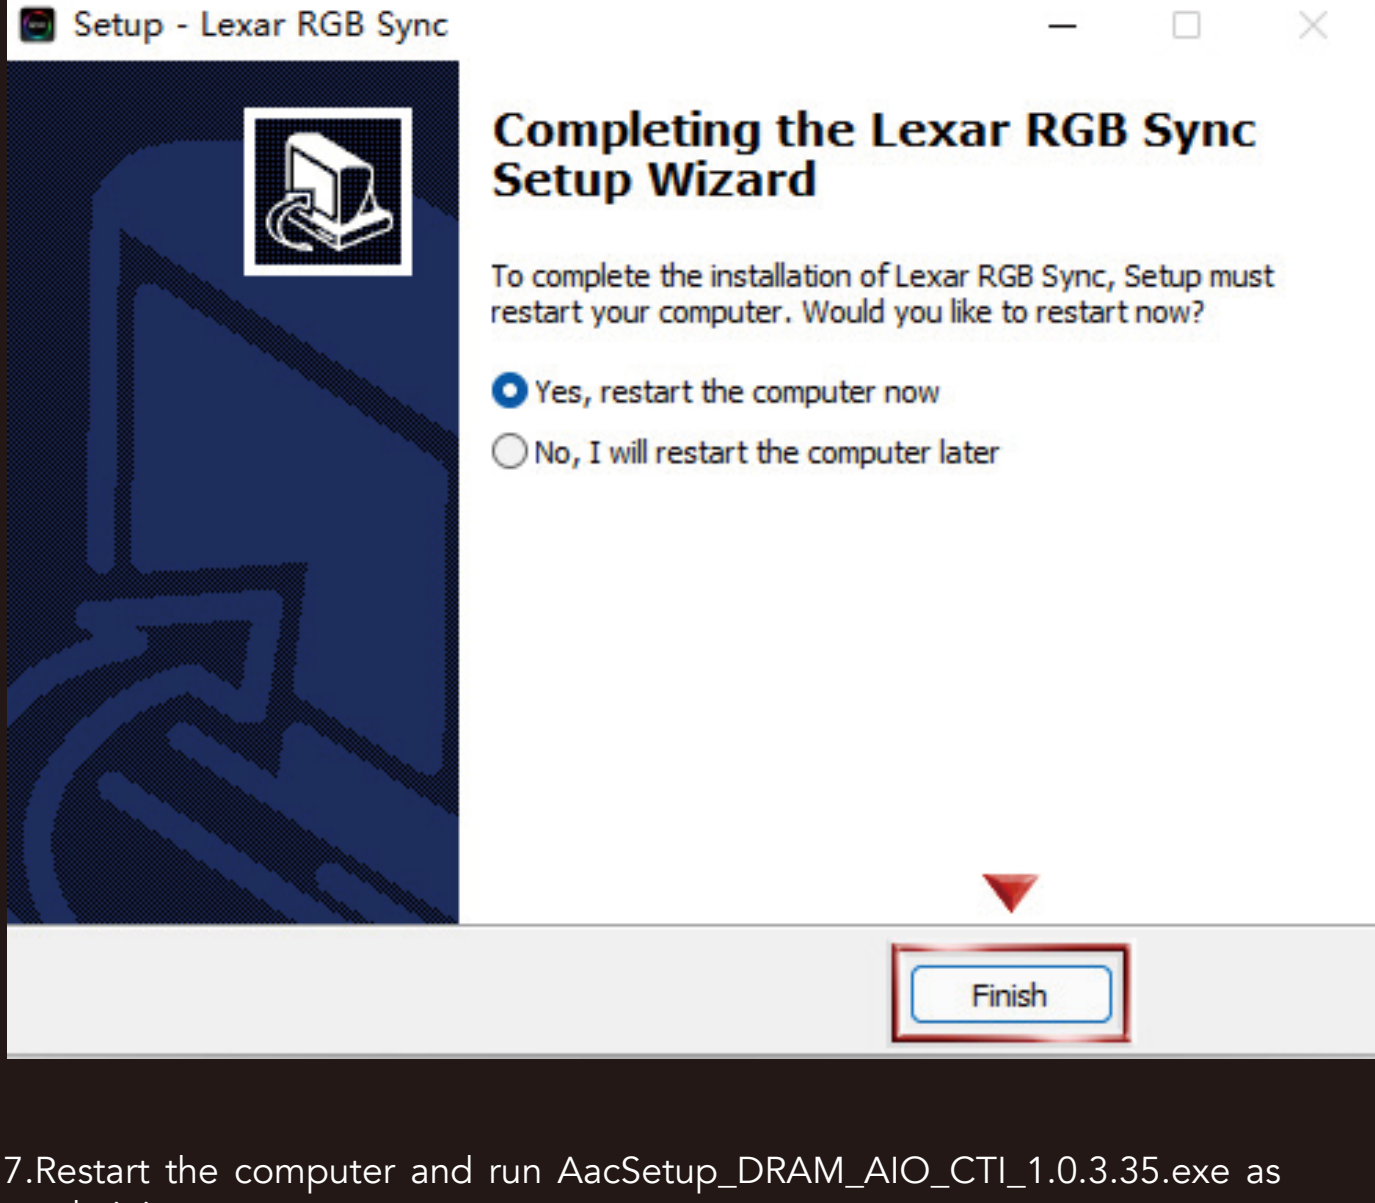 Setup - Lexar RGB Sync
Completing the Lexar RGB Sync
Setup Wizard
To complete the installation of Lexar RGB Sync, Setup must
restart your computer. Would you like to restart now?
Yes, restart the computer now
No, I will restart the computer later
Finish
7.Restart the computer and run AacSetup_DRAM_AIO_CTI_1.0.3.35.exe as